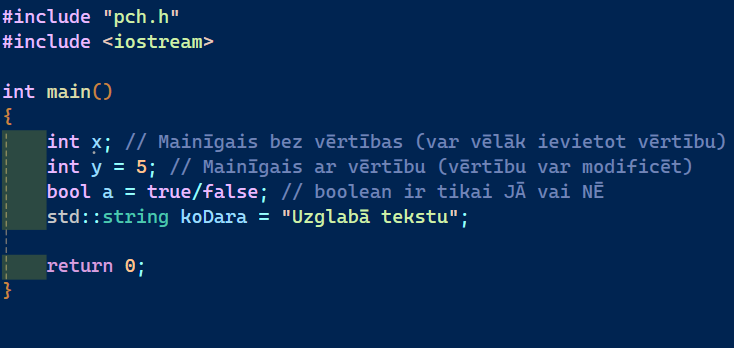 #include "pch.h"
#include <iostream>
int main()
{
int x; // Mainīgais bez vērtības (var vēlāk ievietot vērtību)
int y = 5; // Mainīgais ar vērtību (vērtību var modificēt)
bool a = true/false; // boolean ir tikai JĀ vai NĒ
std::string koDara = "Uzglabā tekstu";
return 0;
}